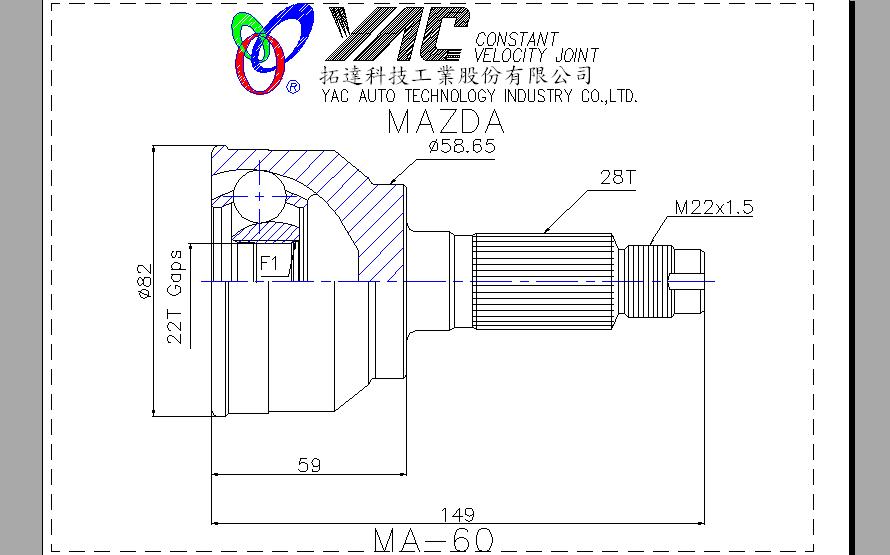 YAC
CONSTANT
VELOCITY JOINT
®
拓達科技工業股份有限公司
YAC AUTO TECHNOLOGY INDUSTRY CO.,LTD.
MAZDA
ø58.65
28T
M22x1.5
F1
ø82
22T Gaps
59
149
MA-60